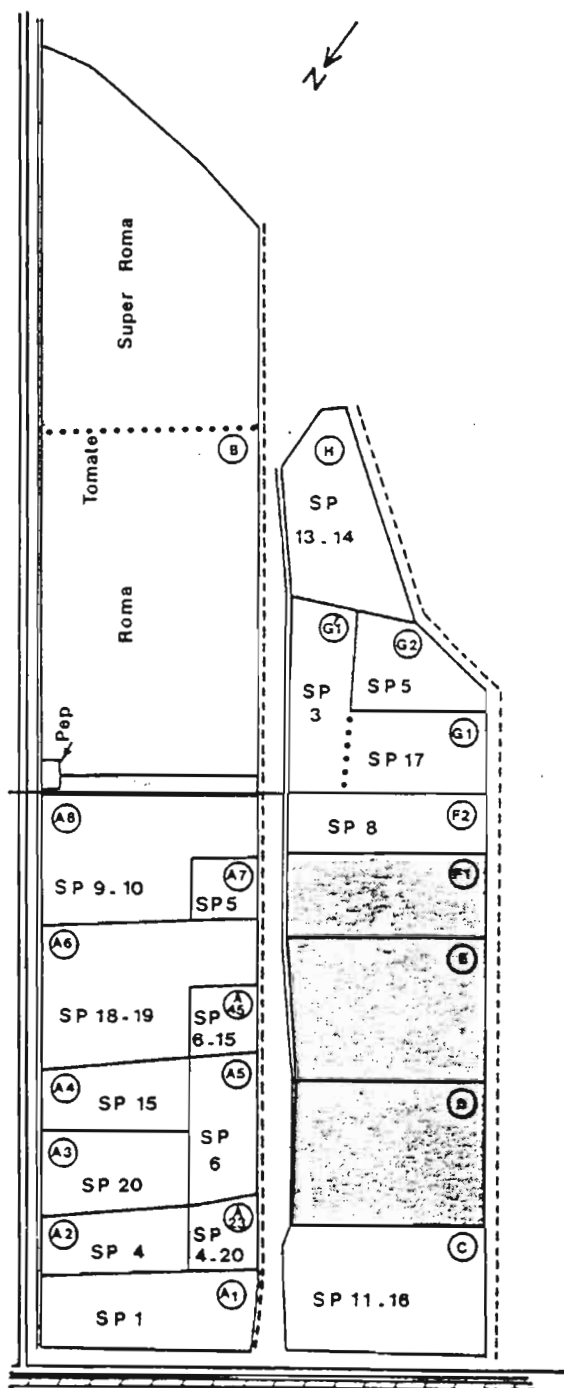 N
Super Roma
Tomate
B
Roma
Pep
H
SP
13-14
G2
SP
3
SP5
G1
SP 17
A8
F2
SP 8
SP 9-10
A7
SP5
F1
A6
E
SP 18-19
A
45
SP
6-15
A4
A5
SP 15
D
A3
SP
6
SP 20
A2
A
23
SP 4
SP
4-20
C
A1
SP 1
SP 11.16